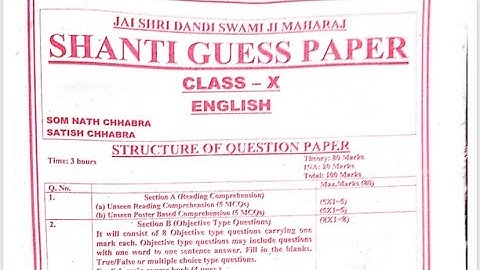 JAI SHRI DANDI SWAMI JI MAHARAJ
SHANTI GUESS PAPER
CLASS – X
ENGLISH
SOM NATH CHHABRA
SATISH CHHABRA
STRUCTURE OF QUESTION PAPER
Time: 3 hours
Theory: 80 Marks
INA: 20 Marks
Total: 100 Marks
Q. No. Max.Marks (80)
1. Section A (Reading Comprehension)
(a) Unseen Reading Comprehension (5 MCQs) (5X1=5)
(b) Unseen Poster Based Comprehension (5 MCQs) (5X1=5)
2. Section B (Objective Type Questions) (8X1=8)
It will consist of 8 Objective type questions carrying one
mark each. Objective type questions may include questions
with one word to one sentence answer. Fill in the blanks.
True/False or multiple choice type questions.